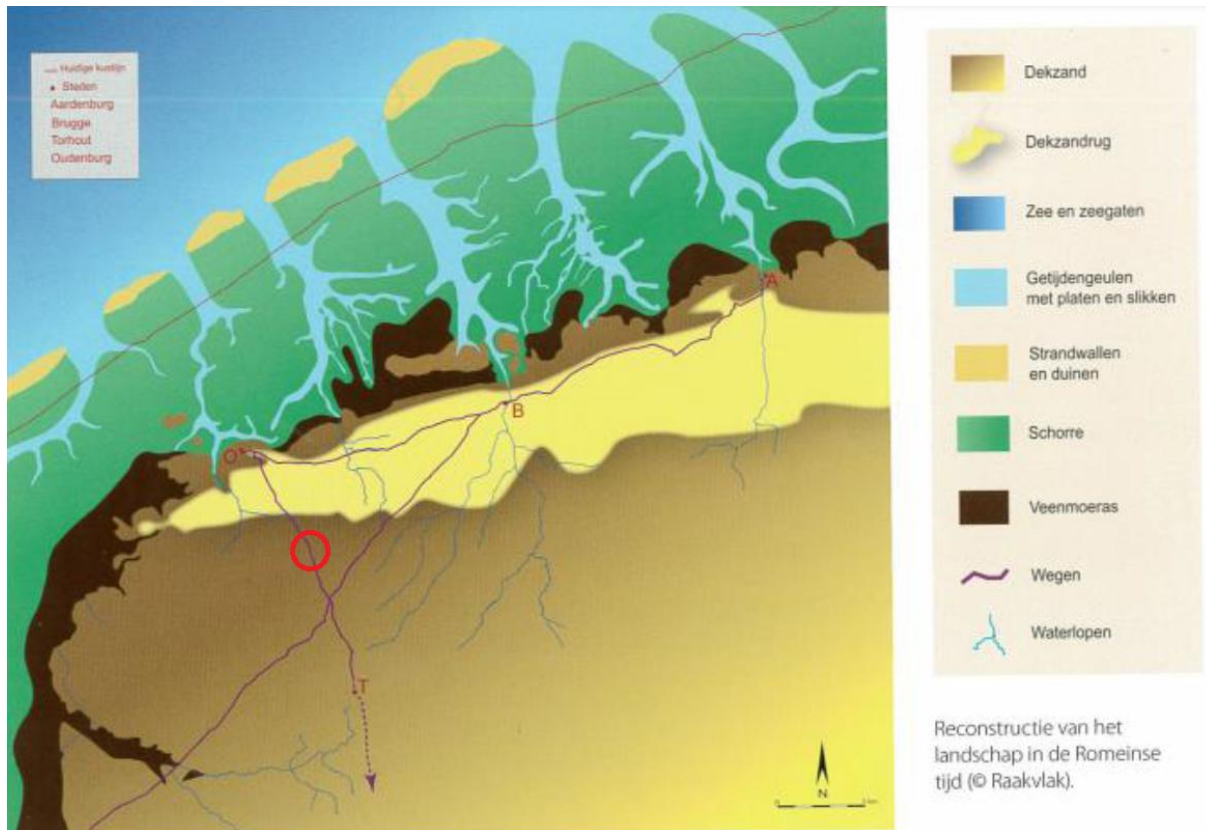 Huidige kustlijn
Steden
Aardenburg
Brugge
Torhout
Oudenburg
A
B
O
T
N
0
Dekzand
Dekzandrug
Zee en zeegaten
Getijdengeulen
met platen en slikken
Strandwallen
en duinen
Schorre
Veenmoeras
Wegen
Waterlopen
Reconstructie van het
landschap in de Romeinse
tijd (© Raakvlak).